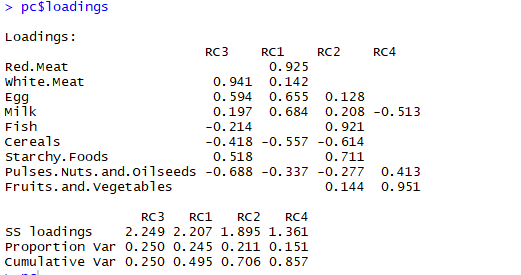 > pc$loadings
Loadings:
RC3 RC1 RC2 RC4
Red.Meat 0.925
White.Meat 0.941 0.142
Egg 0.594 0.655 0.128
Milk 0.197 0.684 0.208 -0.513
Fish -0.214 0.921
Cereals -0.418 -0.557 -0.614
Starchy.Foods 0.518 0.711
Pulses.Nuts.and.Oilseeds -0.688 -0.337 -0.277 0.413
Fruits.and.Vegetables 0.144 0.951
RC3 RC1 RC2 RC4
SS loadings 2.249 2.207 1.895 1.361
Proportion Var 0.250 0.245 0.211 0.151
Cumulative Var 0.250 0.495 0.706 0.857